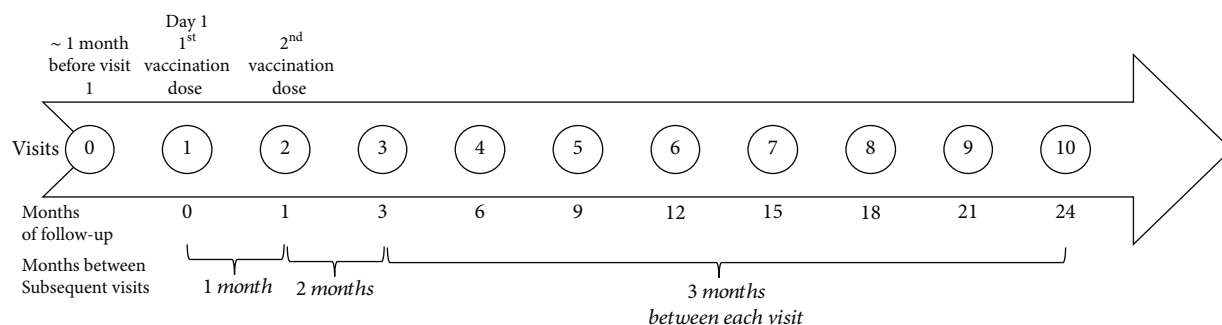 ~ 1 month
before visit
1
Day 1
1st
vaccination
dose
2nd
vaccination
dose
Visits 0 1 2 3 4 5 6 7 8 9 10
Months
of follow-up
0 1 3 6 9 12 15 18 21 24
Months between
Subsequent visits
1 month
2 months
3 months
between each visit